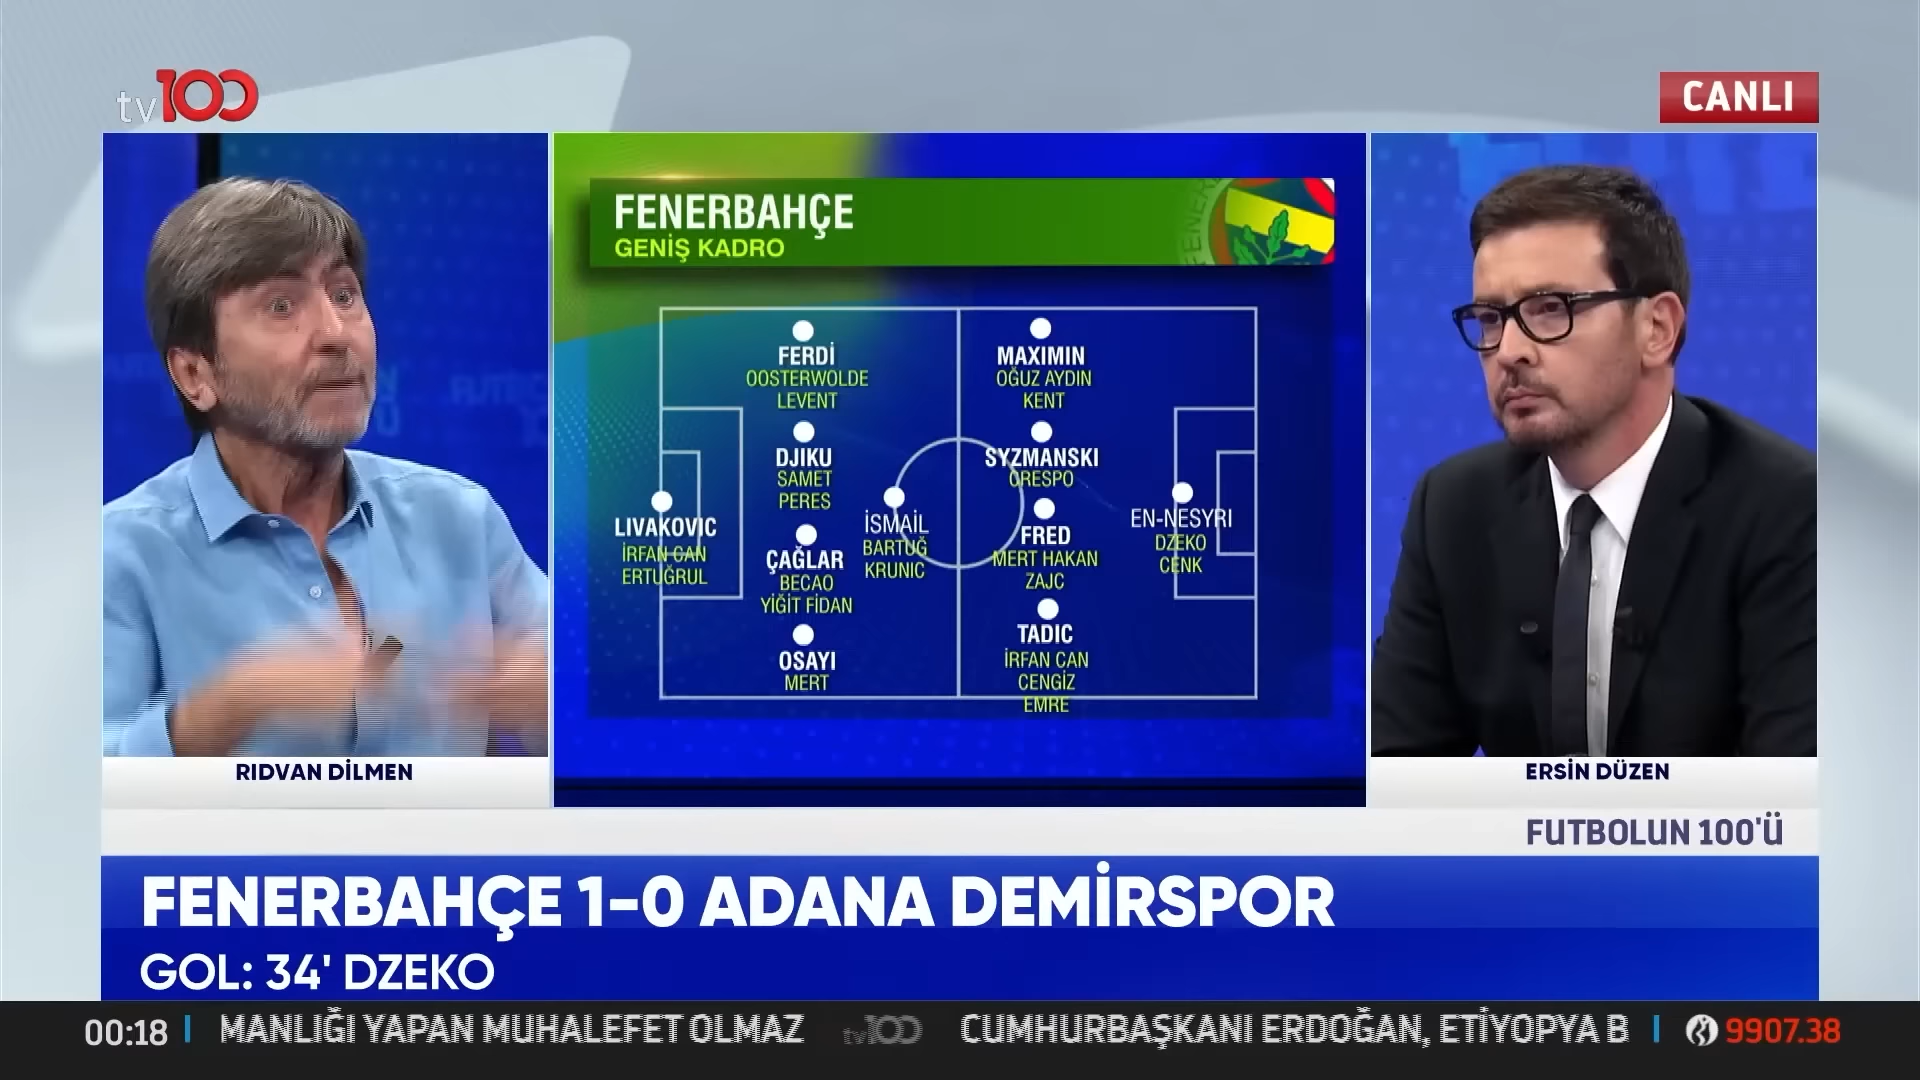 tv100
CANLI
FENERBAHÇE
GENİŞ KADRO
FERDİ
OOSTERWOLDE
LEVENT
MAXIMIN
OĞUZ AYDIN
KENT
DJIKU
SAMET
PERES
SYZMANSKI
CRESPO
LIVAKOVIC
İRFAN CAN
ERTUĞRUL
ÇAĞLAR
BECAO
YİĞİT FİDAN
İSMAİL
BARTUĞ
KRUNIC
FRED
MERT HAKAN
ZAJC
EN-NESYRI
DZEKO
CENK
OSAYI
MERT
TADIC
İRFAN CAN
CENGİZ
EMRE
RIDVAN DİLMEN
ERSİN DÜZEN
FUTBOLUN 100'Ü
FENERBAHÇE 1-0 ADANA DEMİRSPOR
GOL: 34' DZEKO
00:18 MANLIĞI YAPAN MUHALEFET OLMAZ tv100 CUMHURBAŞKANI ERDOĞAN, ETİYOPYA B 9907.38